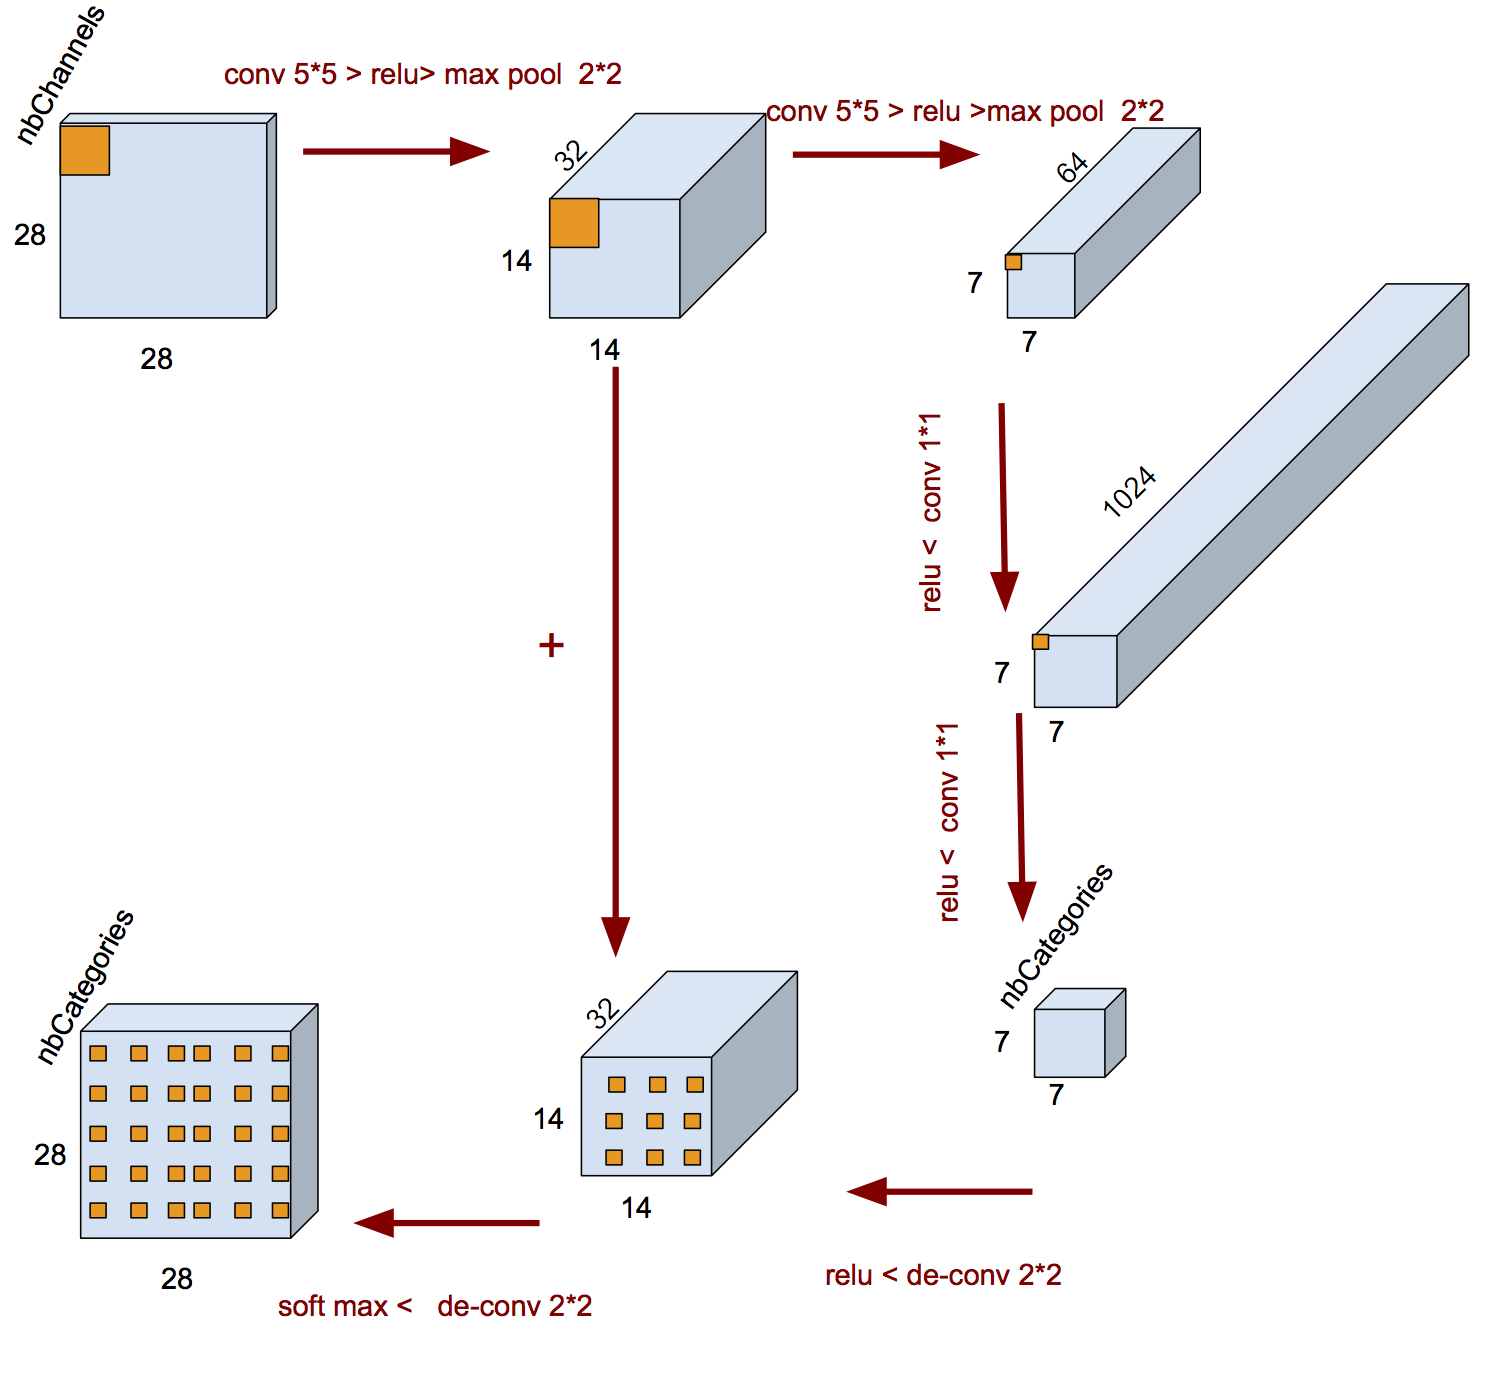 nbChannels
conv 5*5 > relu> max pool  2*2
conv 5*5 > relu >max pool  2*2
32
64
28
14
7
28
14
7
relu <  conv 1*1
1024
+
7
7
relu <  conv 1*1
nbCategories
nbCategories
32
7
7
14
28
14
28
relu < de-conv 2*2
soft max <   de-conv 2*2